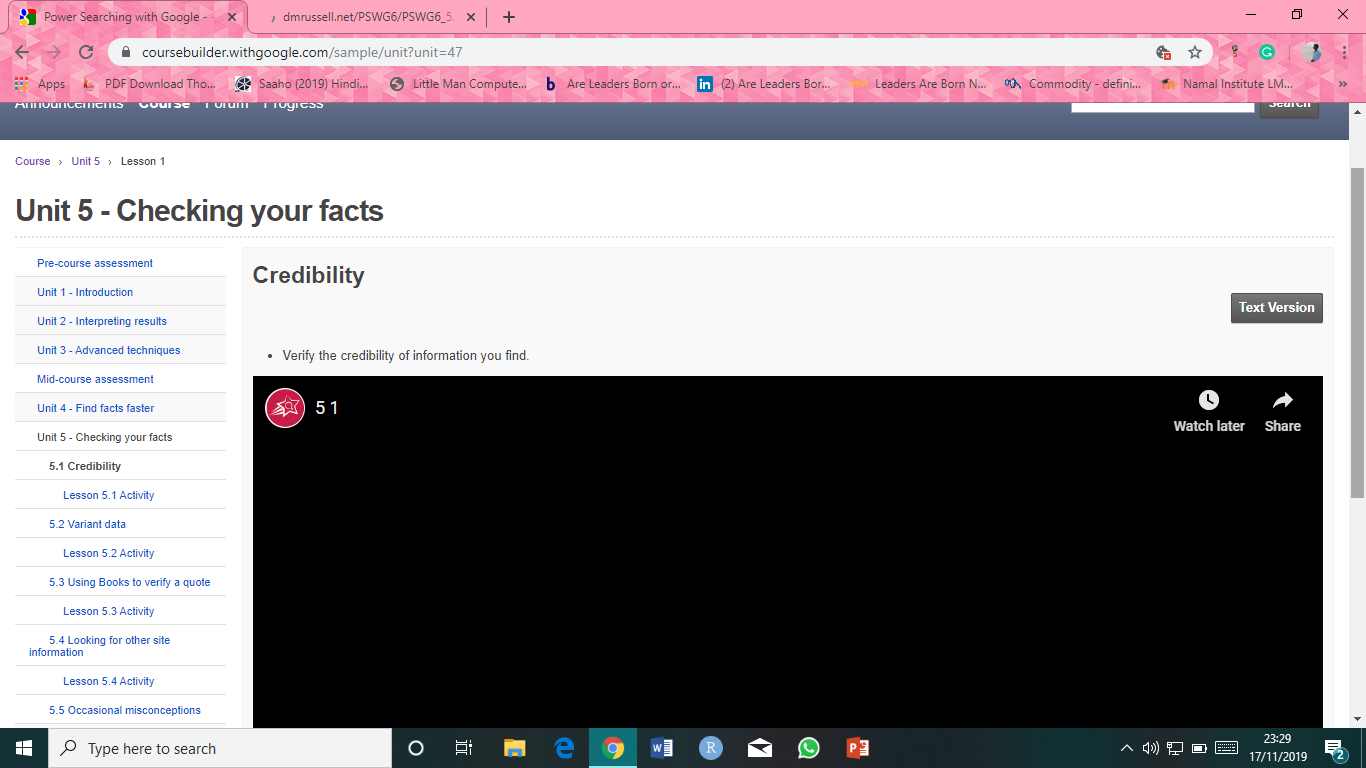 Power Searching with Google -
dmrussell.net/PSWG6/PSWG6_5.
coursebuilder.withgoogle.com/sample/unit?unit=47
Apps PDF Download Tho... Saaho (2019) Hindi... Little Man Compute... Are Leaders Born or... (2) Are Leaders Bor... Leaders Are Born N... Commodity - defini... Namal Institute LM... »
Announcements Course Forum Progress Search
Course › Unit 5 › Lesson 1
Unit 5 - Checking your facts
Pre-course assessment
Unit 1 - Introduction
Unit 2 - Interpreting results
Unit 3 - Advanced techniques
Mid-course assessment
Unit 4 - Find facts faster
Unit 5 - Checking your facts
5.1 Credibility
Lesson 5.1 Activity
5.2 Variant data
Lesson 5.2 Activity
5.3 Using Books to verify a quote
Lesson 5.3 Activity
5.4 Looking for other site
information
Lesson 5.4 Activity
5.5 Occasional misconceptions
Credibility
Text Version
• Verify the credibility of information you find.
5 1
Watch later Share
Type here to search
23:29
17/11/2019
2